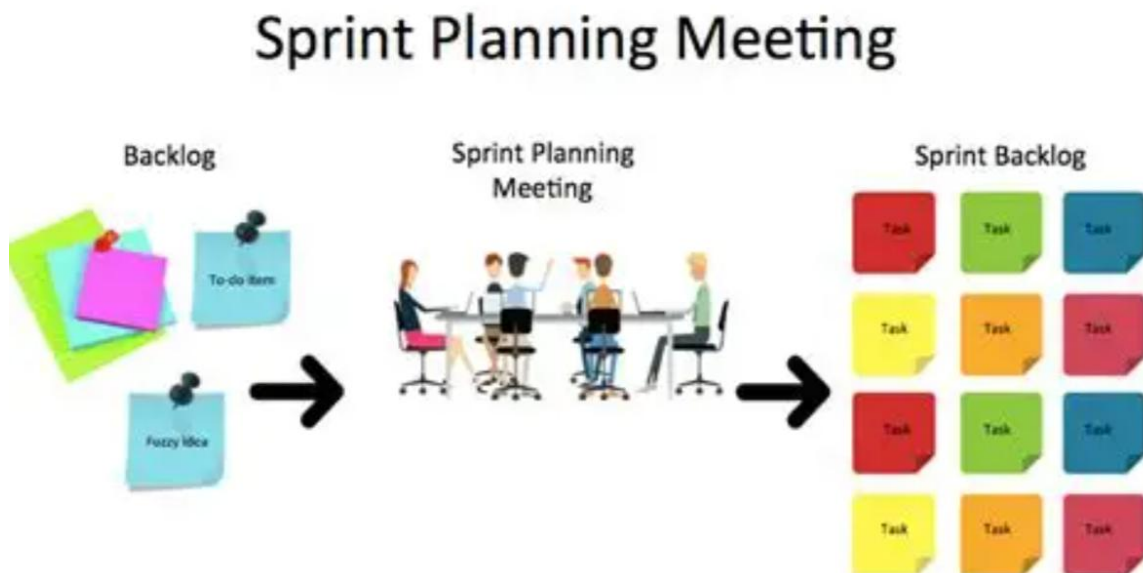 Sprint Planning Meeting
Backlog
Sprint Planning
Meeting
Sprint Backlog
To-do item
Fuzzy Idea
Task Task Task
Task Task Task
Task Task Task
Task Task Task